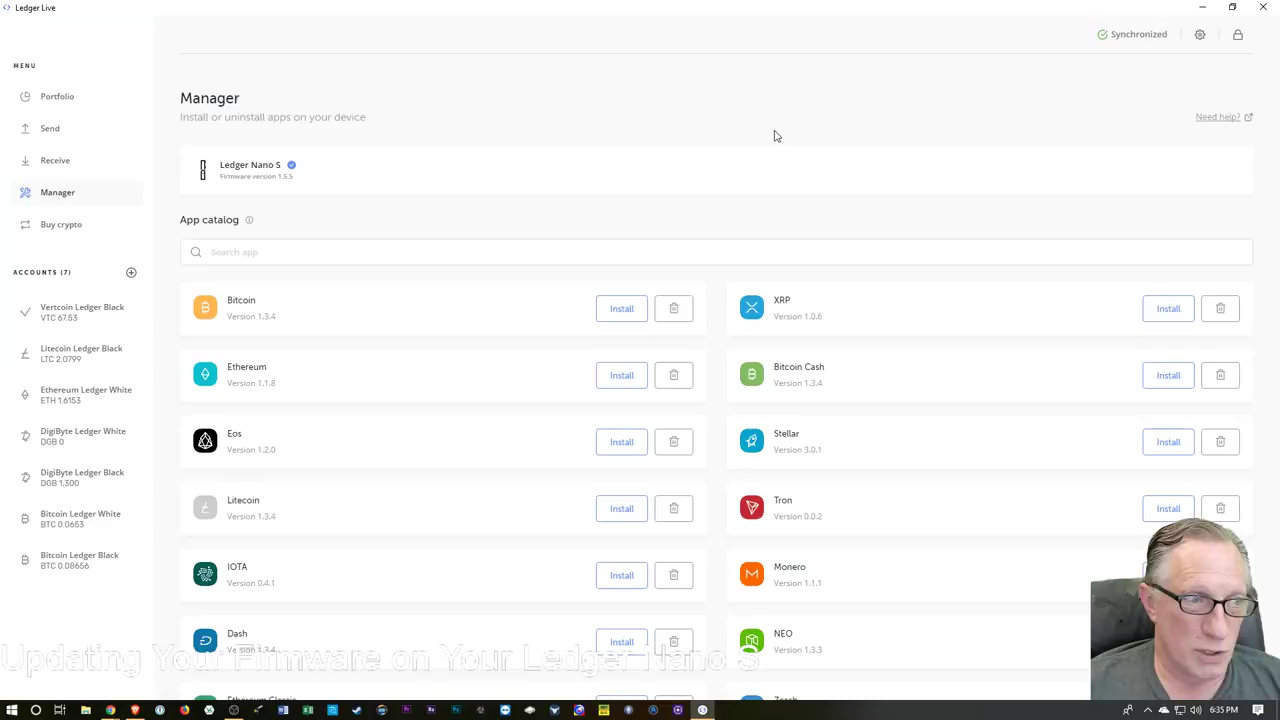 Ledger Live
Synchronized
MENU
Portfolio
Send
Receive
Manager
Buy crypto
ACCOUNTS (7)
Vertcoin Ledger Black
VTC 67.53
Litecoin Ledger Black
LTC 2.0799
Ethereum Ledger White
ETH 1.6153
DigiByte Ledger White
DGB 0
DigiByte Ledger Black
DGB 1,300
Bitcoin Ledger White
BTC 0.0653
Bitcoin Ledger Black
BTC 0.08656
Manager
Install or uninstall apps on your device
Need help?
Ledger Nano S
Firmware version 1.5.5
App catalog
Search app
Bitcoin
Version 1.3.4
Install
XRP
Version 1.0.6
Install
Ethereum
Version 1.1.8
Install
Bitcoin Cash
Version 1.3.4
Install
Eos
Version 1.2.0
Install
Stellar
Version 3.0.1
Install
Litecoin
Version 1.3.4
Install
Tron
Version 0.0.2
Install
IOTA
Version 0.4.1
Install
Monero
Version 1.1.1
Dash
Version 1.3.4
Install
NEO
Version 1.3.3
Updating Your Firmware on Your Ledger Nano S
Ethereum Classic
Zcash
6:35 PM